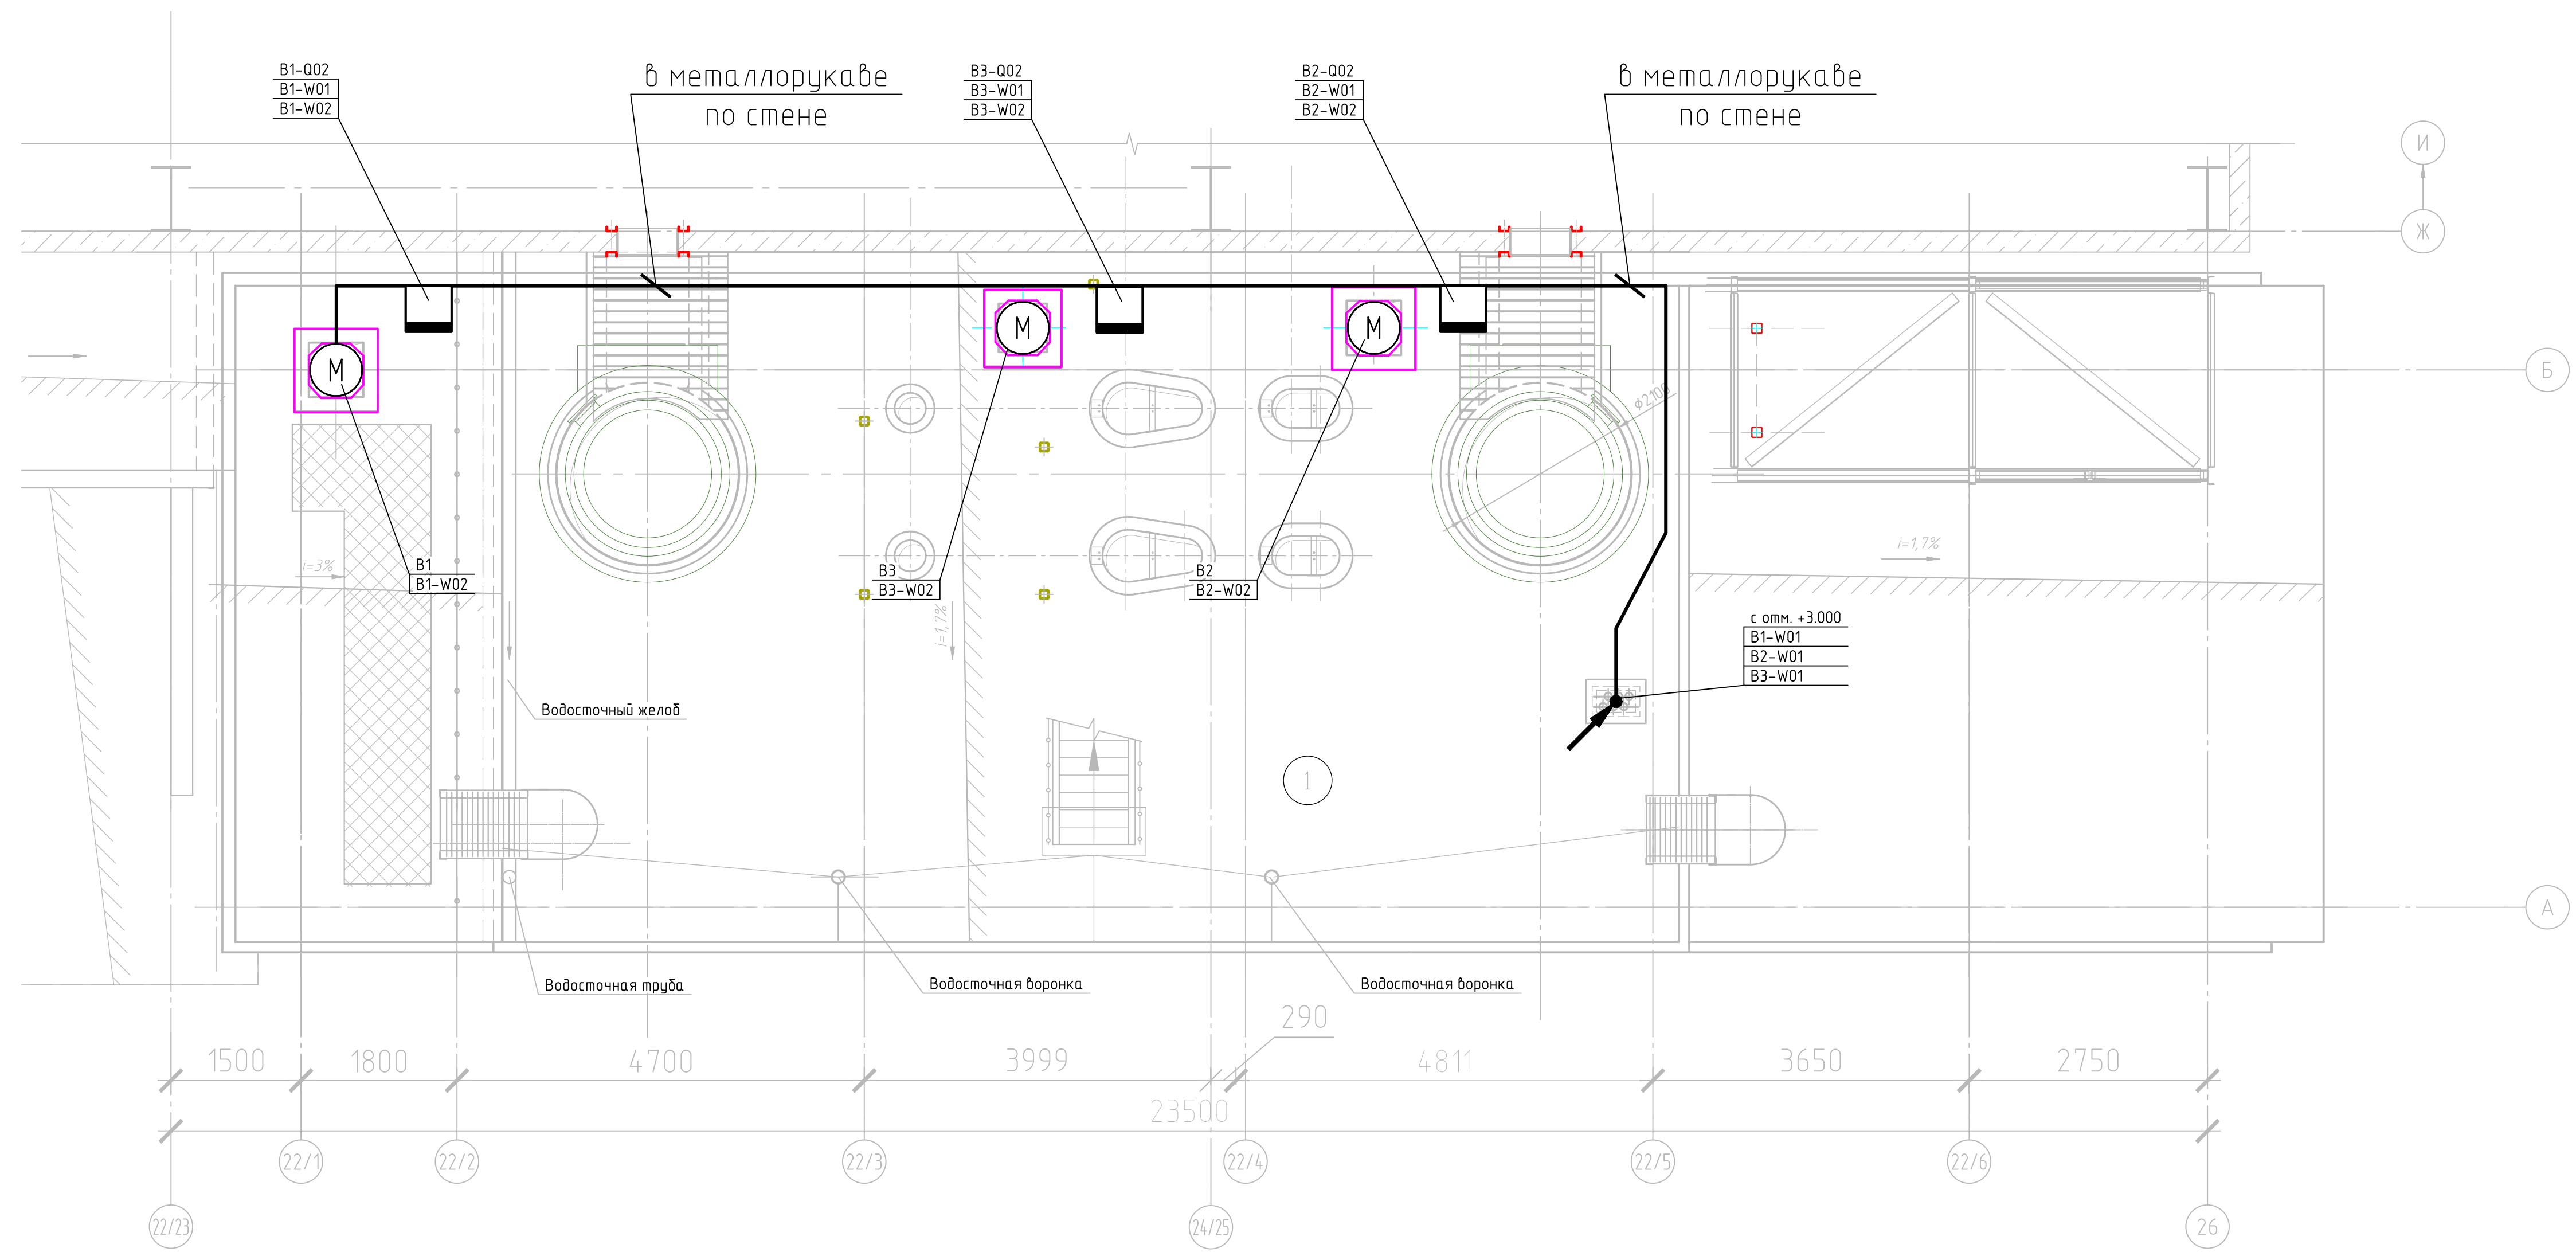 В1-Q02
В1-W01
В1-W02
в металлорукаве
по стене
В3-Q02
В3-W01
В3-W02
В2-Q02
В2-W01
В2-W02
в металлорукаве
по стене
И
Ж
М
М
М
Б
⌀2100
i=3%
В1
В1-W02
В3
В3-W02
i=1,7%
В2
В2-W02
i=1,7%
с отм. +3.000
В1-W01
В2-W01
В3-W01
Водосточный желоб
1
А
Водосточная труба
Водосточная воронка
Водосточная воронка
290
1500
1800
4700
3999
4811
3650
2750
23500
22/1
22/2
22/3
22/4
22/5
22/6
22/23
24/25
26